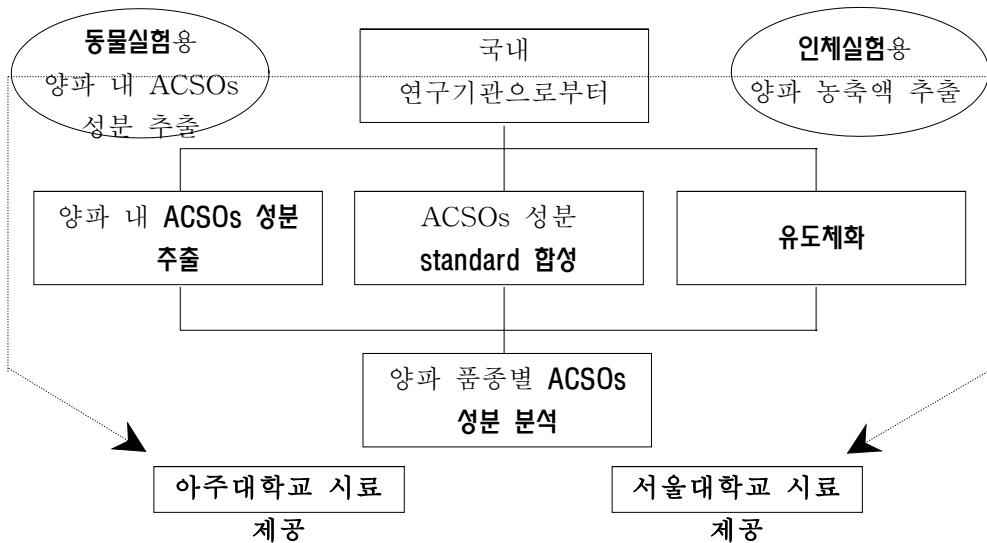 동물실험용
양파 내 ACSOs
성분 추출
국내
연구기관으로부터
인체실험용
양파 농축액 추출
양파 내 ACSOs 성분
추출
ACSOs 성분
standard 합성
유도체화
양파 품종별 ACSOs
성분 분석
아주대학교 시료
제공
서울대학교 시료
제공